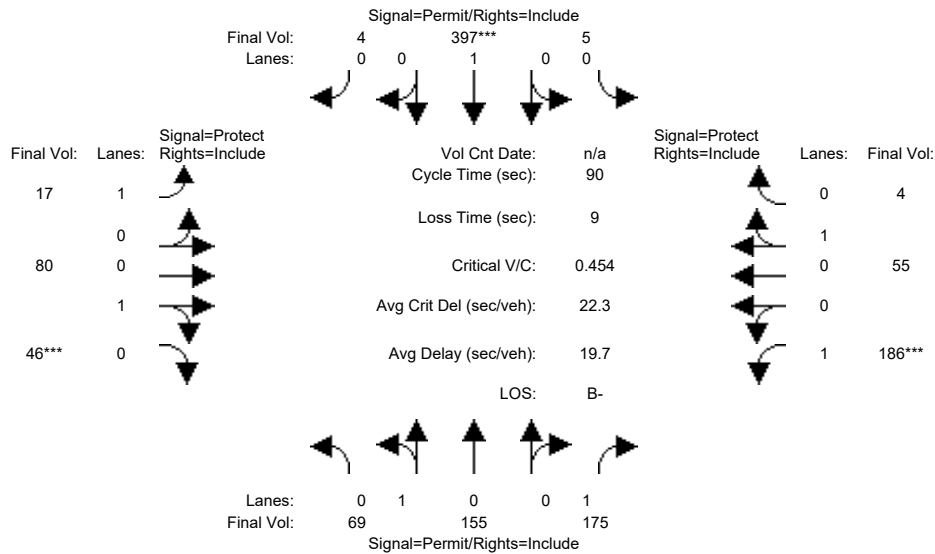 Signal=Permit/Rights=Include
Final Vol: 4 397*** 5
Lanes: 0 0 1 0 0
Signal=Protect Signal=Protect
Final Vol: Lanes: Rights=Include Vol Cnt Date: n/a Rights=Include Lanes: Final Vol:
Cycle Time (sec): 90
17 1 0 4
Loss Time (sec): 9
0 1
80 0 Critical V/C: 0.454 0 55
1 Avg Crit Del (sec/veh): 22.3 0
46*** 0 Avg Delay (sec/veh): 19.7 1 186***
LOS: B-
Lanes: 0 1 0 0 1
Final Vol: 69 155 175
Signal=Permit/Rights=Include